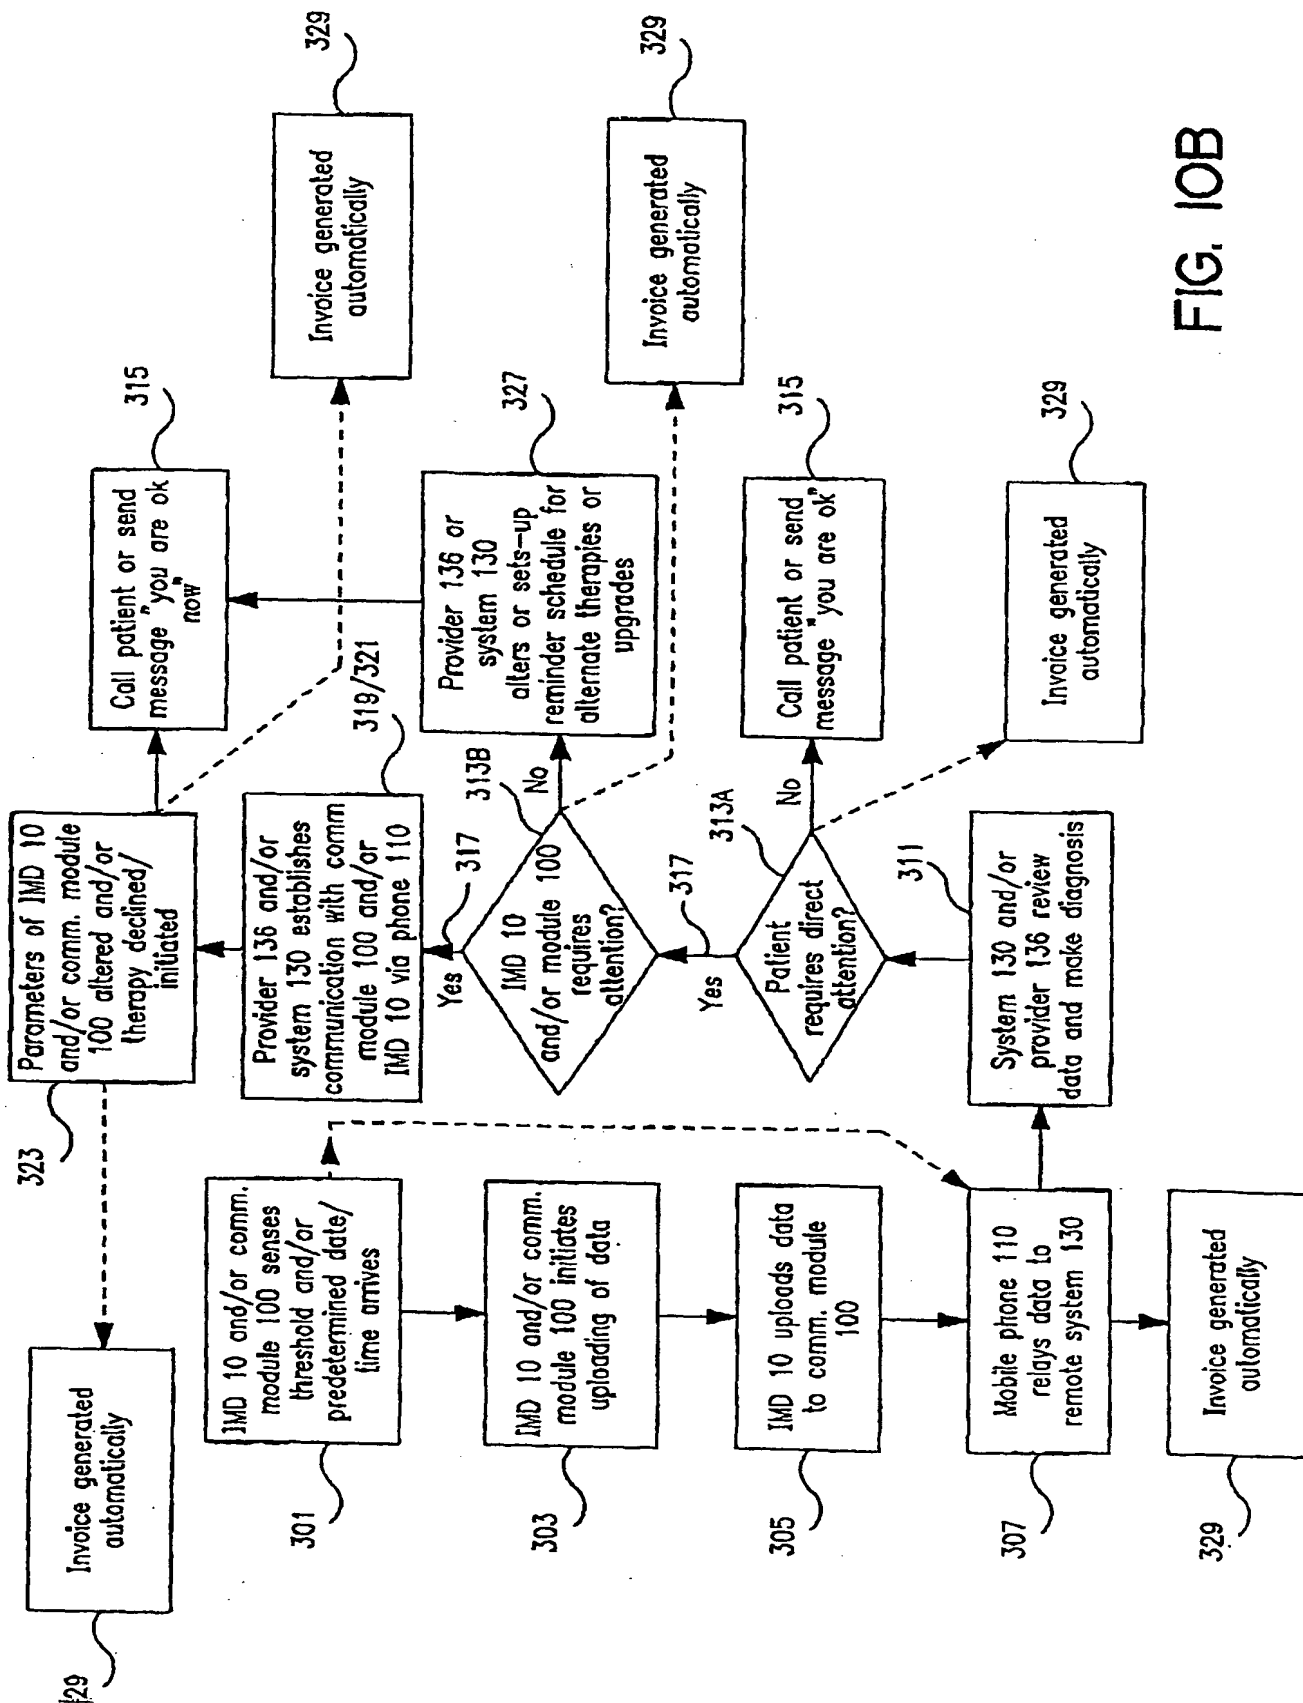 329
Invoice generated
automatically
323
Parameters of IMD 10
and/or comm. module
100 altered and/or
therapy declined/
initiated
Call patient or send
message "you are ok
now"
315
329
Invoice generated
automatically
301
IMD 10 and/or comm.
module 100 senses
threshold and/or
predetermined date/
time arrives
Provider 136 and/or
system 130 establishes
communication with comm
module 100 and/or
IMD 10 via phone 110
319/321
Yes
317
303
IMD 10 and/or comm.
module 100 initiates
uploading of data
IMD 10
and/or module 100
requires
attention?
313B
No
Provider 136 or
system 130
alters or sets-up
reminder schedule for
alternate therapies or
upgrades
327
Invoice generated
automatically
329
Yes
317
305
IMD 10 uploads data
to comm. module
100
Patient
requires direct
attention?
313A
No
Call patient or send
message "you are ok"
315
307
Mobile phone 110
relays data to
remote system 130
System 130 and/or
provider 136 review
data and make diagnosis
311
Invoice generated
automatically
329
329
Invoice generated
automatically
FIG. 10B